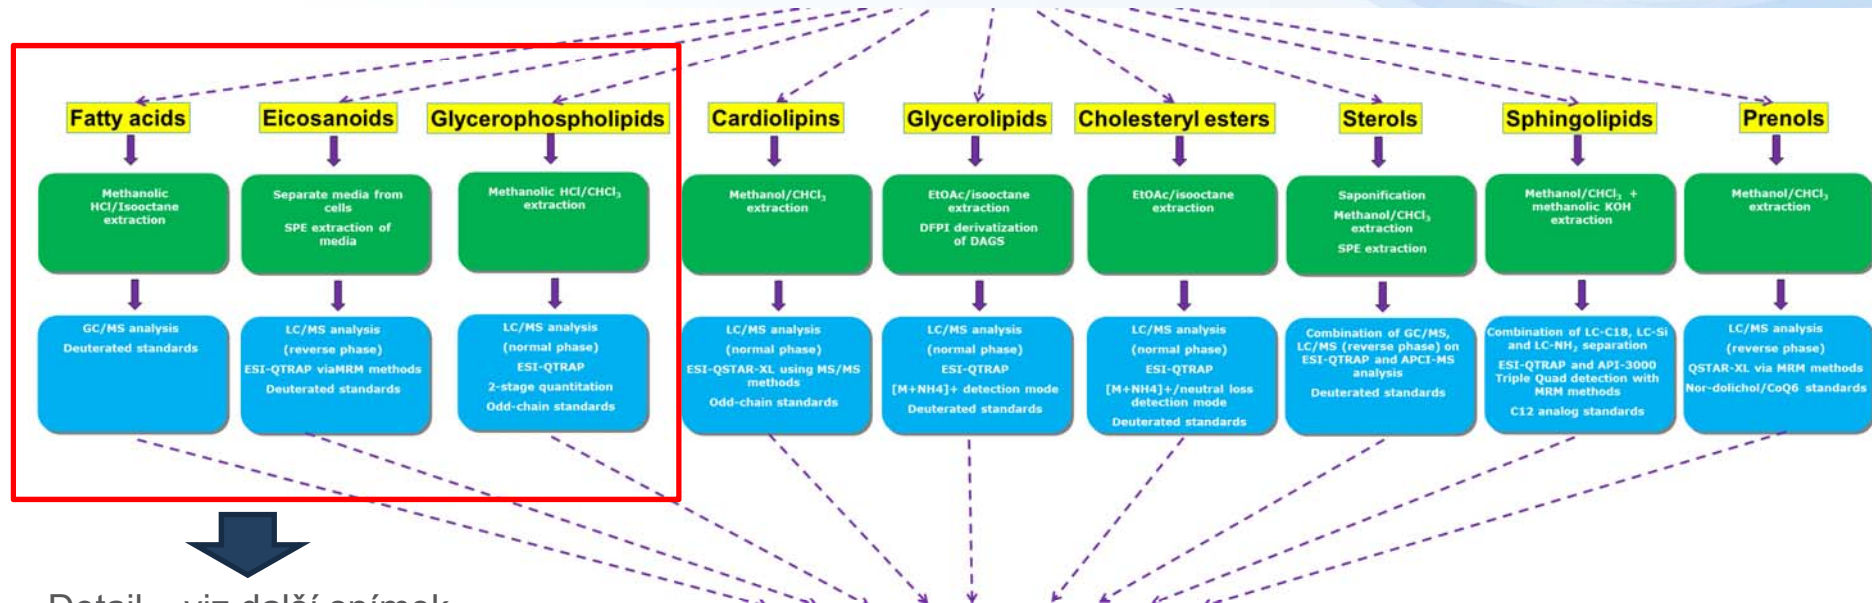 Fatty acids
Eicosanoids
Glycerophospholipids
Cardiolipins
Glycerolipids
Cholesteryl esters
Sterols
Sphingolipids
Prenols
Methanolic
HCl/Isooctane
extraction
Separate media from
cells
SPE extraction of
media
Methanolic HCl/CHCl₃
extraction
Methanol/CHCl₃
extraction
EtOAc/isooctane
extraction
DFPI derivatization
of DAGS
EtOAc/isooctane
extraction
Saponification
Methanol/CHCl₃
extraction
SPE extraction
Methanol/CHCl₃ +
methanolic KOH
extraction
Methanol/CHCl₃
extraction
GC/MS analysis
Deuterated standards
LC/MS analysis
(reverse phase)
ESI-QTRAP viaMRM methods
Deuterated standards
LC/MS analysis
(normal phase)
ESI-QTRAP
2-stage quantitation
Odd-chain standards
LC/MS analysis
(normal phase)
ESI-QSTAR-XL using MS/MS
methods
Odd-chain standards
LC/MS analysis
(normal phase)
ESI-QTRAP
[M+NH4]+ detection mode
Deuterated standards
LC/MS analysis
(normal phase)
ESI-QTRAP
[M+NH4]+/neutral loss
detection mode
Deuterated standards
Combination of GC/MS,
LC/MS (reverse phase) on
ESI-QTRAP and APCI-MS
analysis
Deuterated standards
Combination of LC-C18, LC-Si
and LC-NH₂ separation
ESI-QTRAP and API-3000
Triple Quad detection with
MRM methods
C12 analog standards
LC/MS analysis
(reverse phase)
QSTAR-XL via MRM methods
Nor-dolichol/CoQ6 standards
Detail – viz další snímek